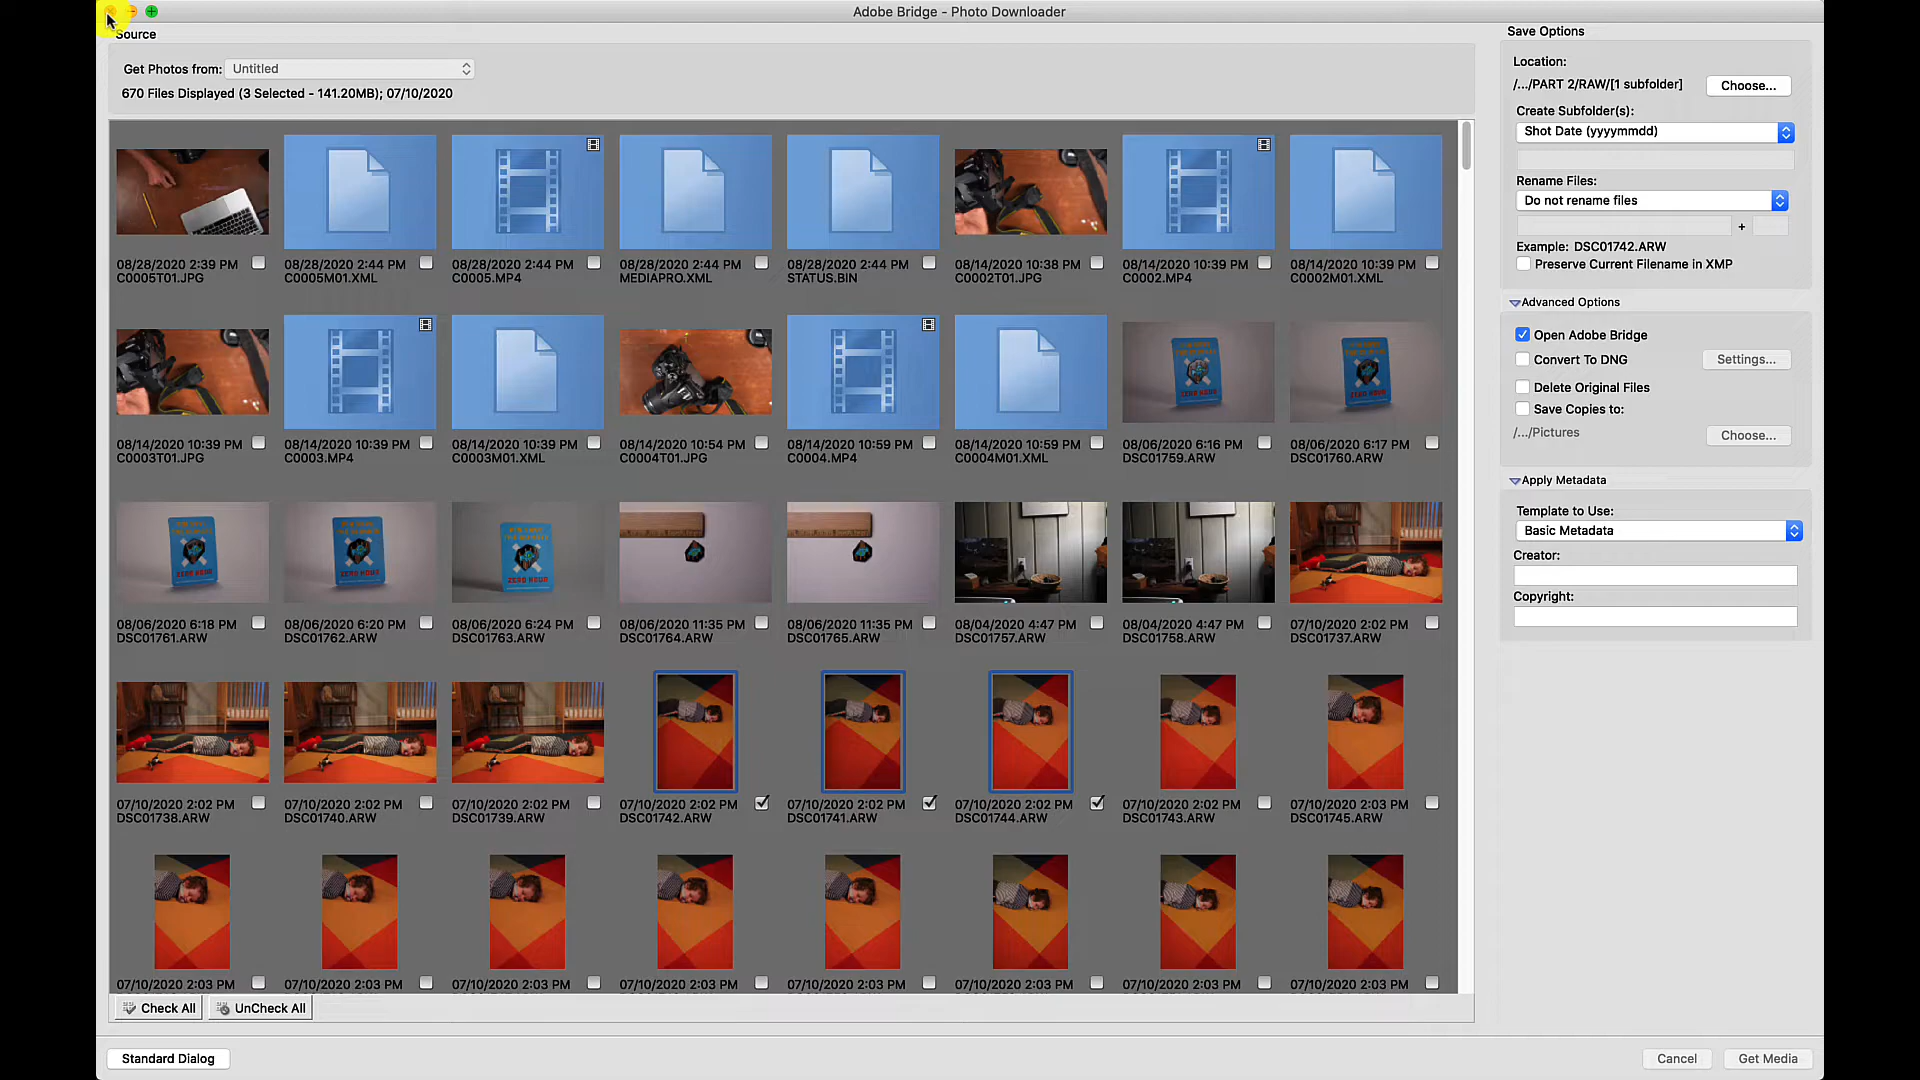 Adobe Bridge - Photo Downloader
Source
Get Photos from: Untitled
670 Files Displayed (3 Selected - 141.20MB); 07/10/2020
08/28/2020 2:39 PM
C0005T01.JPG
08/28/2020 2:44 PM
C0005M01.XML
08/28/2020 2:44 PM
C0005.MP4
08/28/2020 2:44 PM
MEDIAPRO.XML
08/28/2020 2:44 PM
STATUS.BIN
08/14/2020 10:38 PM
C0002T01.JPG
08/14/2020 10:39 PM
C0002.MP4
08/14/2020 10:39 PM
C0002M01.XML
08/14/2020 10:39 PM
C0003T01.JPG
08/14/2020 10:39 PM
C0003.MP4
08/14/2020 10:39 PM
C0003M01.XML
08/14/2020 10:54 PM
C0004T01.JPG
08/14/2020 10:59 PM
C0004.MP4
08/14/2020 10:59 PM
C0004M01.XML
08/06/2020 6:16 PM
DSC01759.ARW
08/06/2020 6:17 PM
DSC01760.ARW
08/06/2020 6:18 PM
DSC01761.ARW
08/06/2020 6:20 PM
DSC01762.ARW
08/06/2020 6:24 PM
DSC01763.ARW
08/06/2020 11:35 PM
DSC01764.ARW
08/06/2020 11:35 PM
DSC01765.ARW
08/04/2020 4:47 PM
DSC01757.ARW
08/04/2020 4:47 PM
DSC01758.ARW
07/10/2020 2:02 PM
DSC01737.ARW
07/10/2020 2:02 PM
DSC01738.ARW
07/10/2020 2:02 PM
DSC01740.ARW
07/10/2020 2:02 PM
DSC01739.ARW
07/10/2020 2:02 PM
DSC01742.ARW
07/10/2020 2:02 PM
DSC01741.ARW
07/10/2020 2:02 PM
DSC01744.ARW
07/10/2020 2:02 PM
DSC01743.ARW
07/10/2020 2:03 PM
DSC01745.ARW
07/10/2020 2:03 PM
07/10/2020 2:03 PM
07/10/2020 2:03 PM
07/10/2020 2:03 PM
07/10/2020 2:03 PM
07/10/2020 2:03 PM
07/10/2020 2:03 PM
07/10/2020 2:03 PM
Check All
UnCheck All
Standard Dialog
Save Options
Location:
/.../PART 2/RAW/[1 subfolder]
Choose...
Create Subfolder(s):
Shot Date (yyyymmdd)
Rename Files:
Do not rename files
+
Example: DSC01742.ARW
Preserve Current Filename in XMP
Advanced Options
Open Adobe Bridge
Convert To DNG
Settings...
Delete Original Files
Save Copies to:
/.../Pictures
Choose...
Apply Metadata
Template to Use:
Basic Metadata
Creator:
Copyright:
Cancel
Get Media